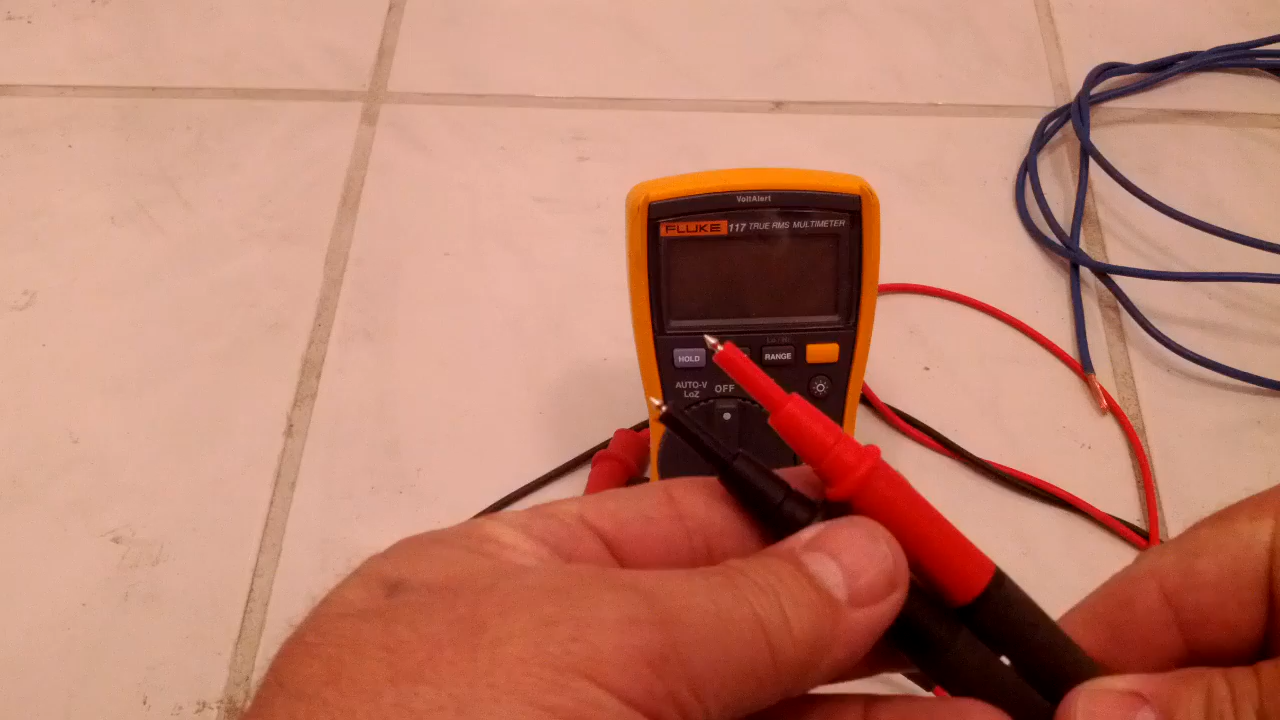 VoltAlert
FLUKE 117 TRUE RMS MULTIMETER
HOLD
RANGE
AUTO-V
LoZ
OFF